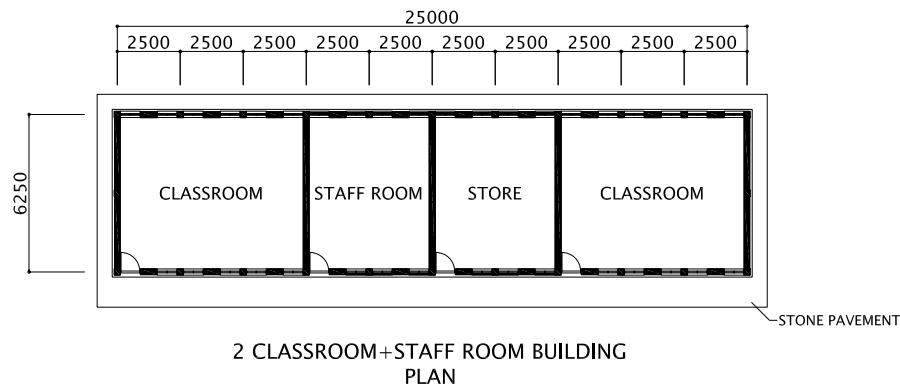 25000
2500 2500 2500 2500 2500 2500 2500 2500 2500 2500
6250
CLASSROOM STAFF ROOM STORE CLASSROOM
STONE PAVEMENT
2 CLASSROOM+STAFF ROOM BUILDING
PLAN